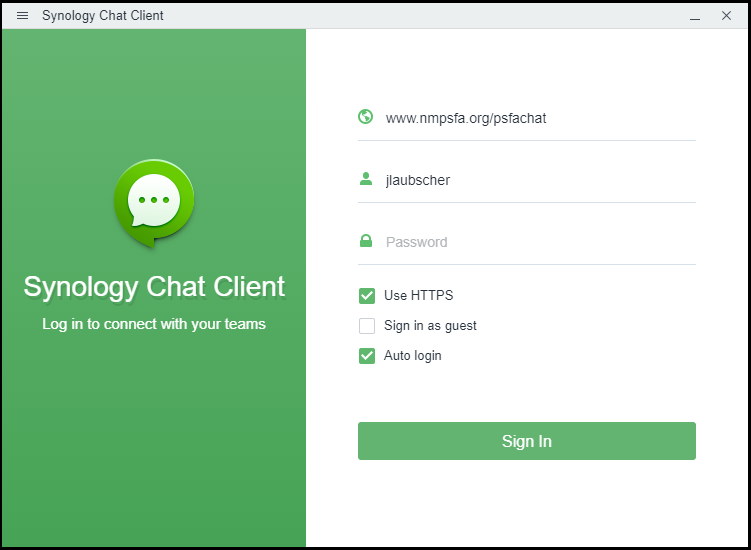 Synology Chat Client
www.nmpsfa.org/psfachat
jlaubscher
Password
Synology Chat Client
Log in to connect with your teams
Use HTTPS
Sign in as guest
Auto login
Sign In